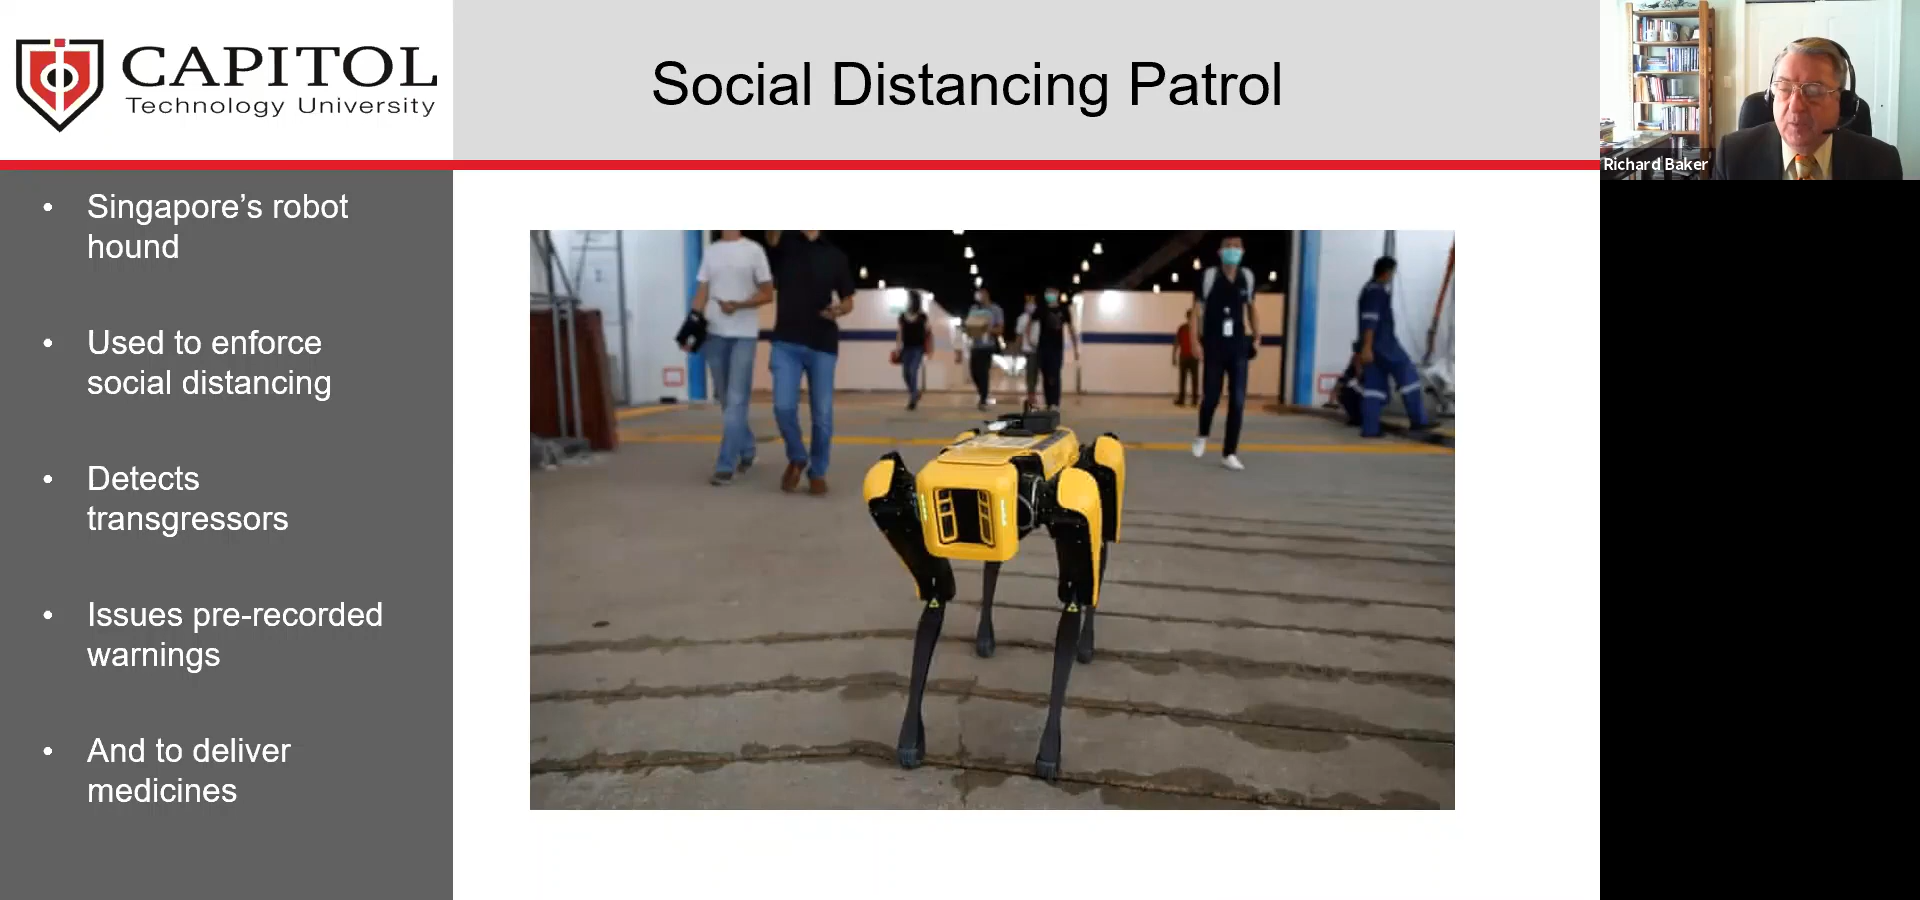 CAPITOL
Technology University
Social Distancing Patrol
Richard Baker
• Singapore’s robot
hound
• Used to enforce
social distancing
• Detects
transgressors
• Issues pre-recorded
warnings
• And to deliver
medicines